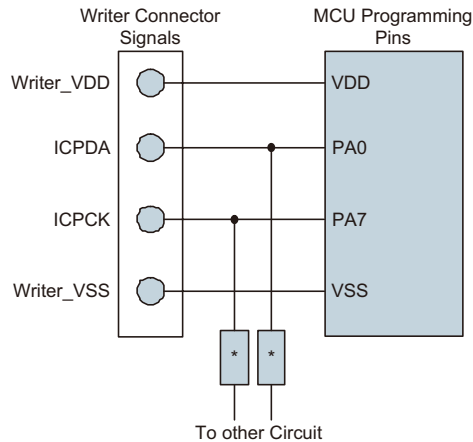 Writer Connector
Signals
MCU Programming
Pins
Writer_VDD
VDD
ICPDA
PA0
ICPCK
PA7
Writer_VSS
VSS
*
*
To other Circuit